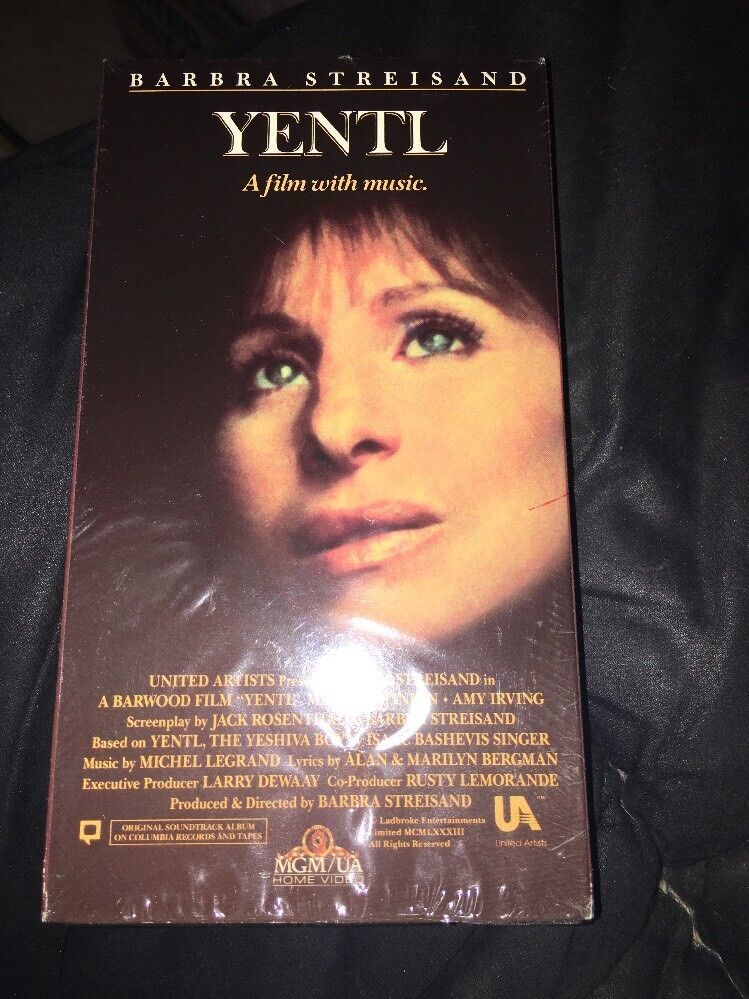 BARBRA STREISAND
YENTL
A film with music.
UNITED ARTISTS STREISAND in
A BARWOOD FILM "YENTL" • AMY IRVING
Screenplay by JACK STREISAND
Based on YENTL, THE YESHIVA BASHEVIS SINGER
Music by MICHEL LEGRAND Lyrics by ALAN & MARILYN BERGMAN
Executive Producer LARRY DEWAAY Co-Producer RUSTY LEMORANDE
Produced & Directed by BARBRA STREISAND
ORIGINAL SOUNDTRACK ALBUM
ON COLUMBIA RECORDS AND TAPES
Ladbroke Entertainments
Limited MCMLXXXIII
All Rights Reserved
UA
United Artists
MGM/UA
HOME VIDEO